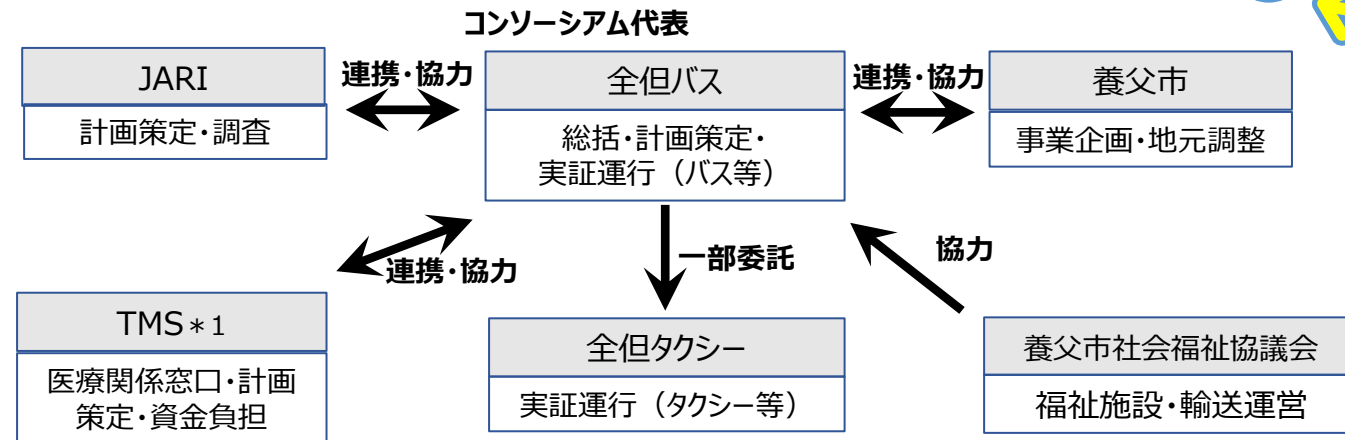 コンソーシアム代表
JARI
計画策定・調査
連携・協力
全但バス
総括・計画策定・
実証運行（バス等）
連携・協力
養父市
事業企画・地元調整
連携・協力
一部委託
協力
TMS＊1
医療関係窓口・計画
策定・資金負担
全但タクシー
実証運行（タクシー等）
養父市社会福祉協議会
福祉施設・輸送運営